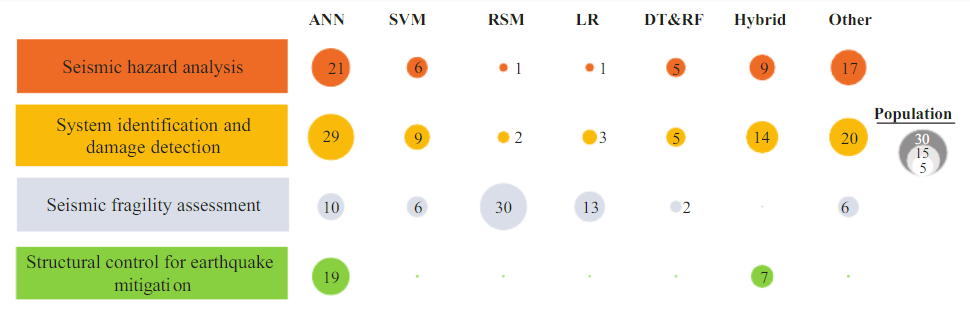 ANN SVM RSM LR DT&RF Hybrid Other
Seismic hazard analysis 21 6 1 1 5 9 17
System identification and
damage detection 29 9 2 3 5 14 20
Population
30
15
5
Seismic fragility assessment 10 6 30 13 2 6
Structural control for earthquake
mitigation 19 7